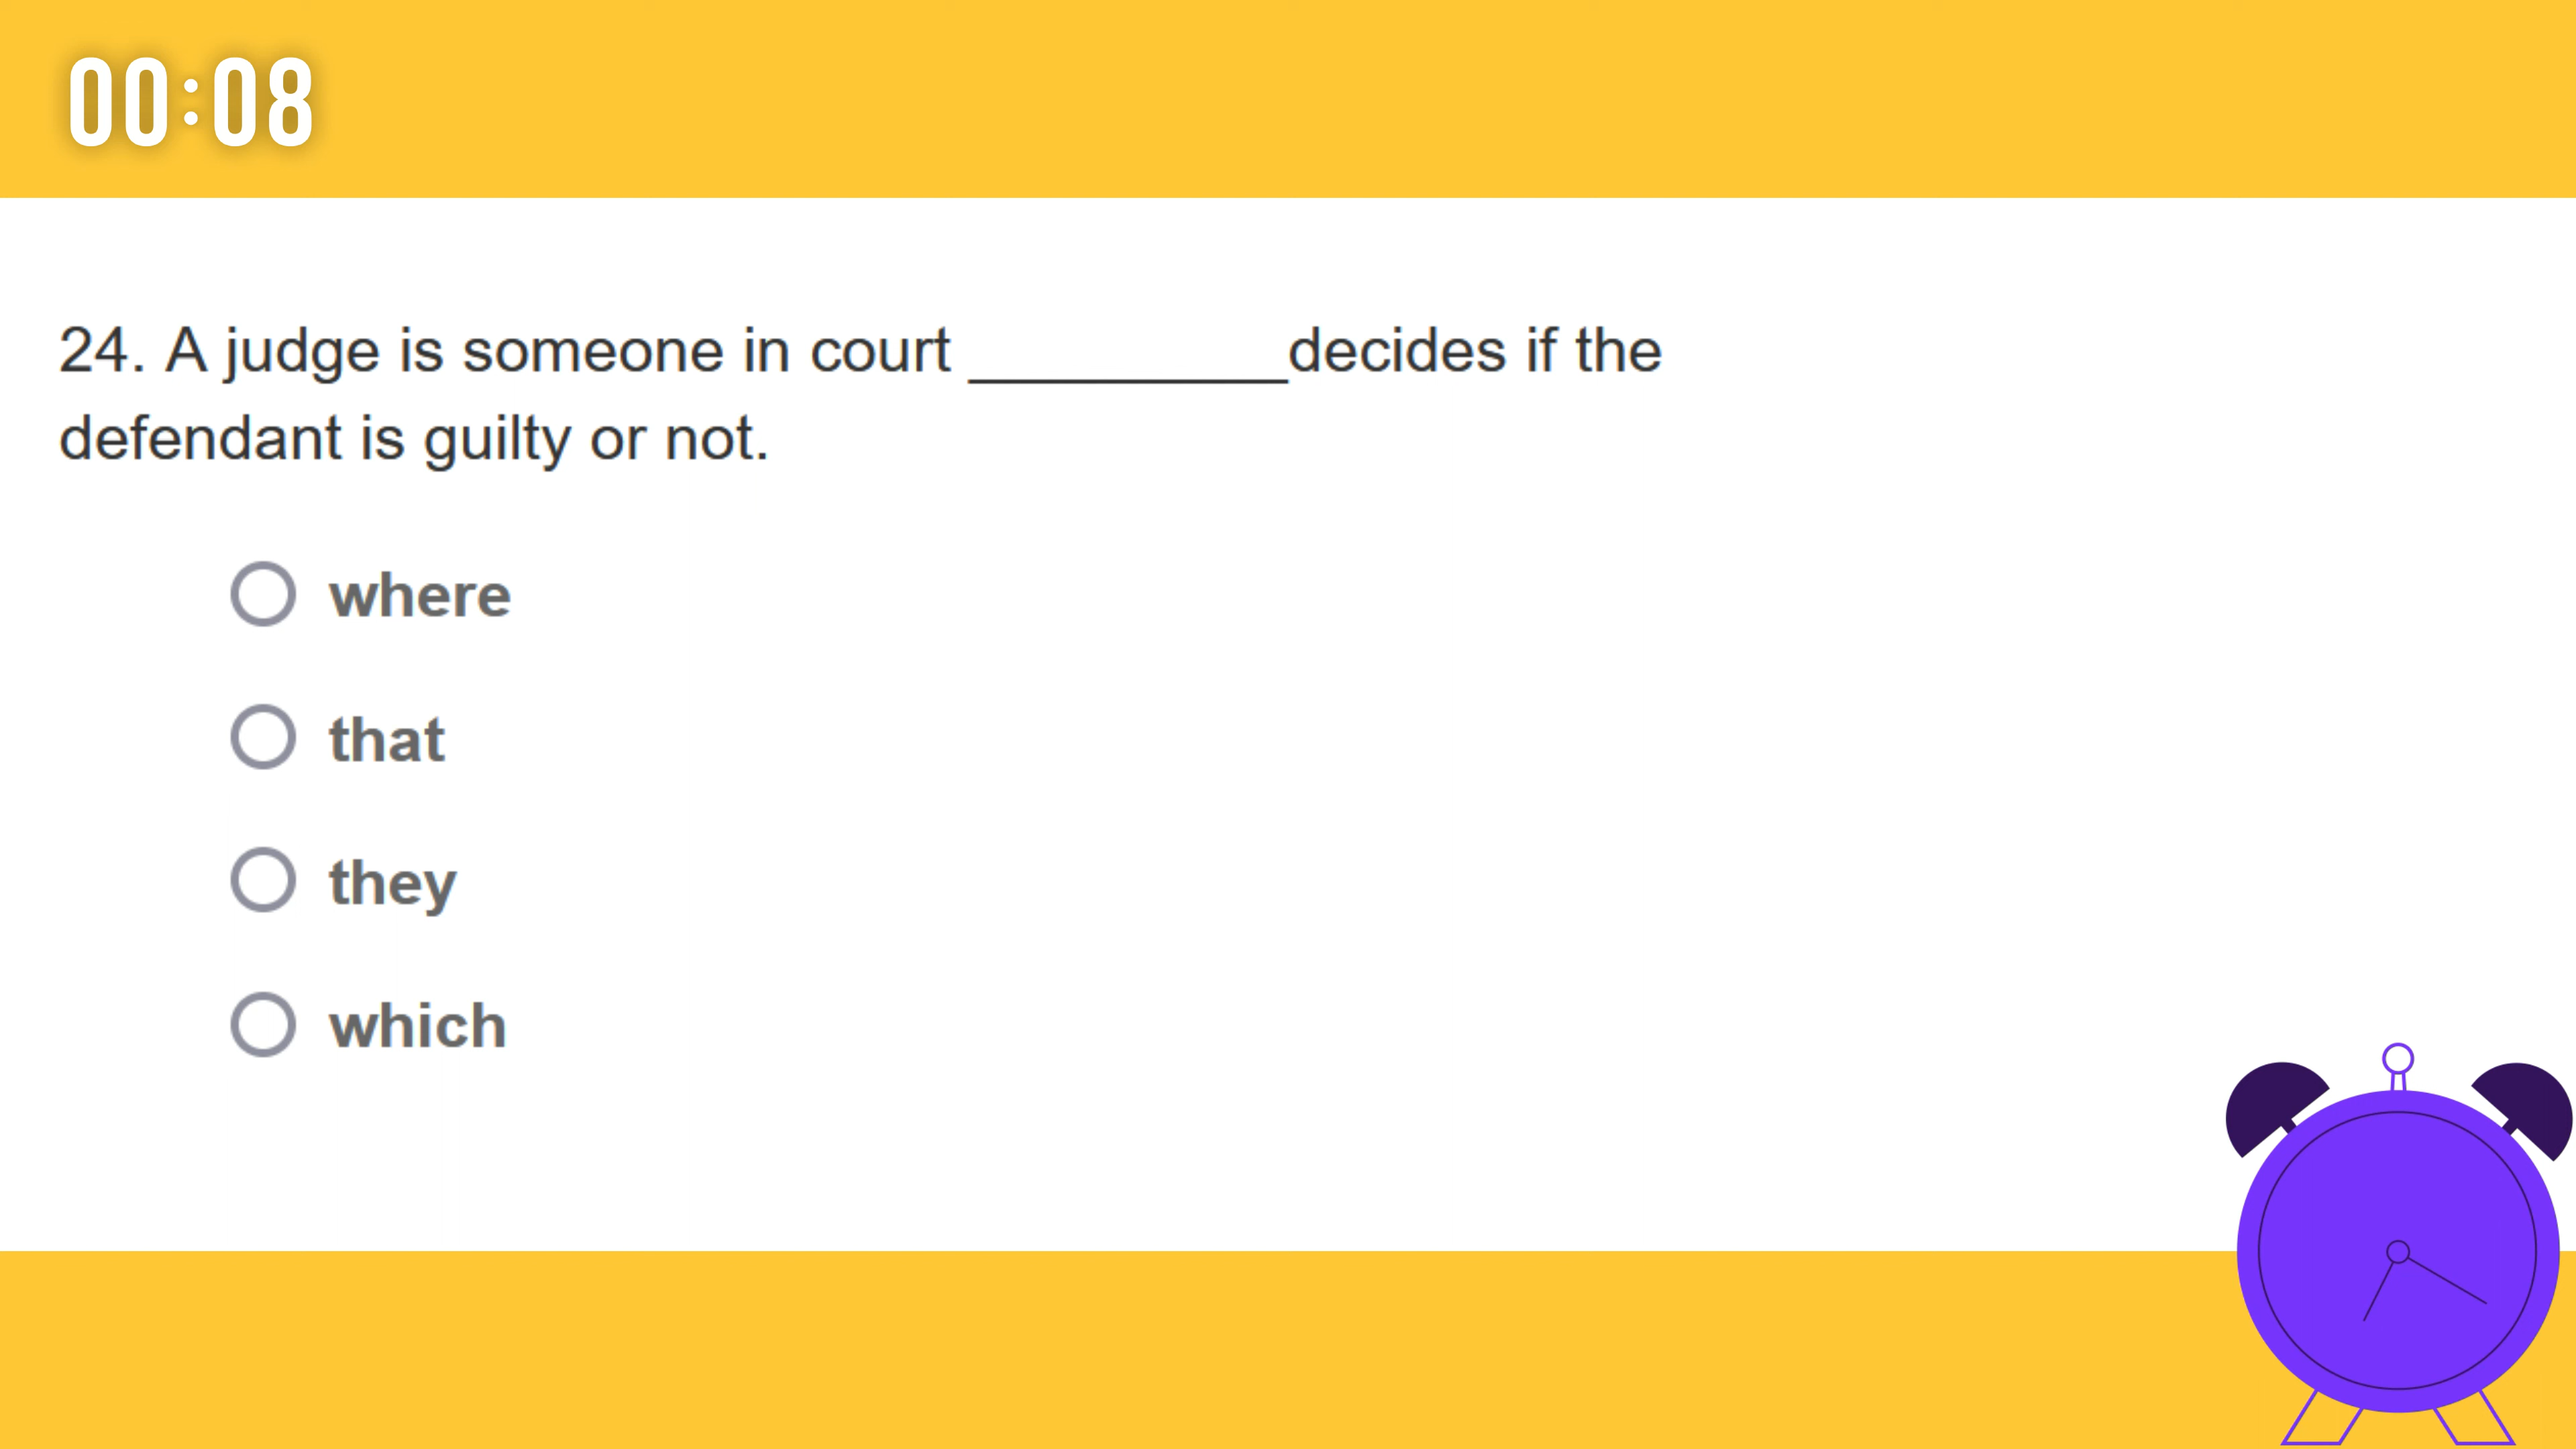 00:08
24. A judge is someone in court __________decides if the
defendant is guilty or not.
where
that
they
which